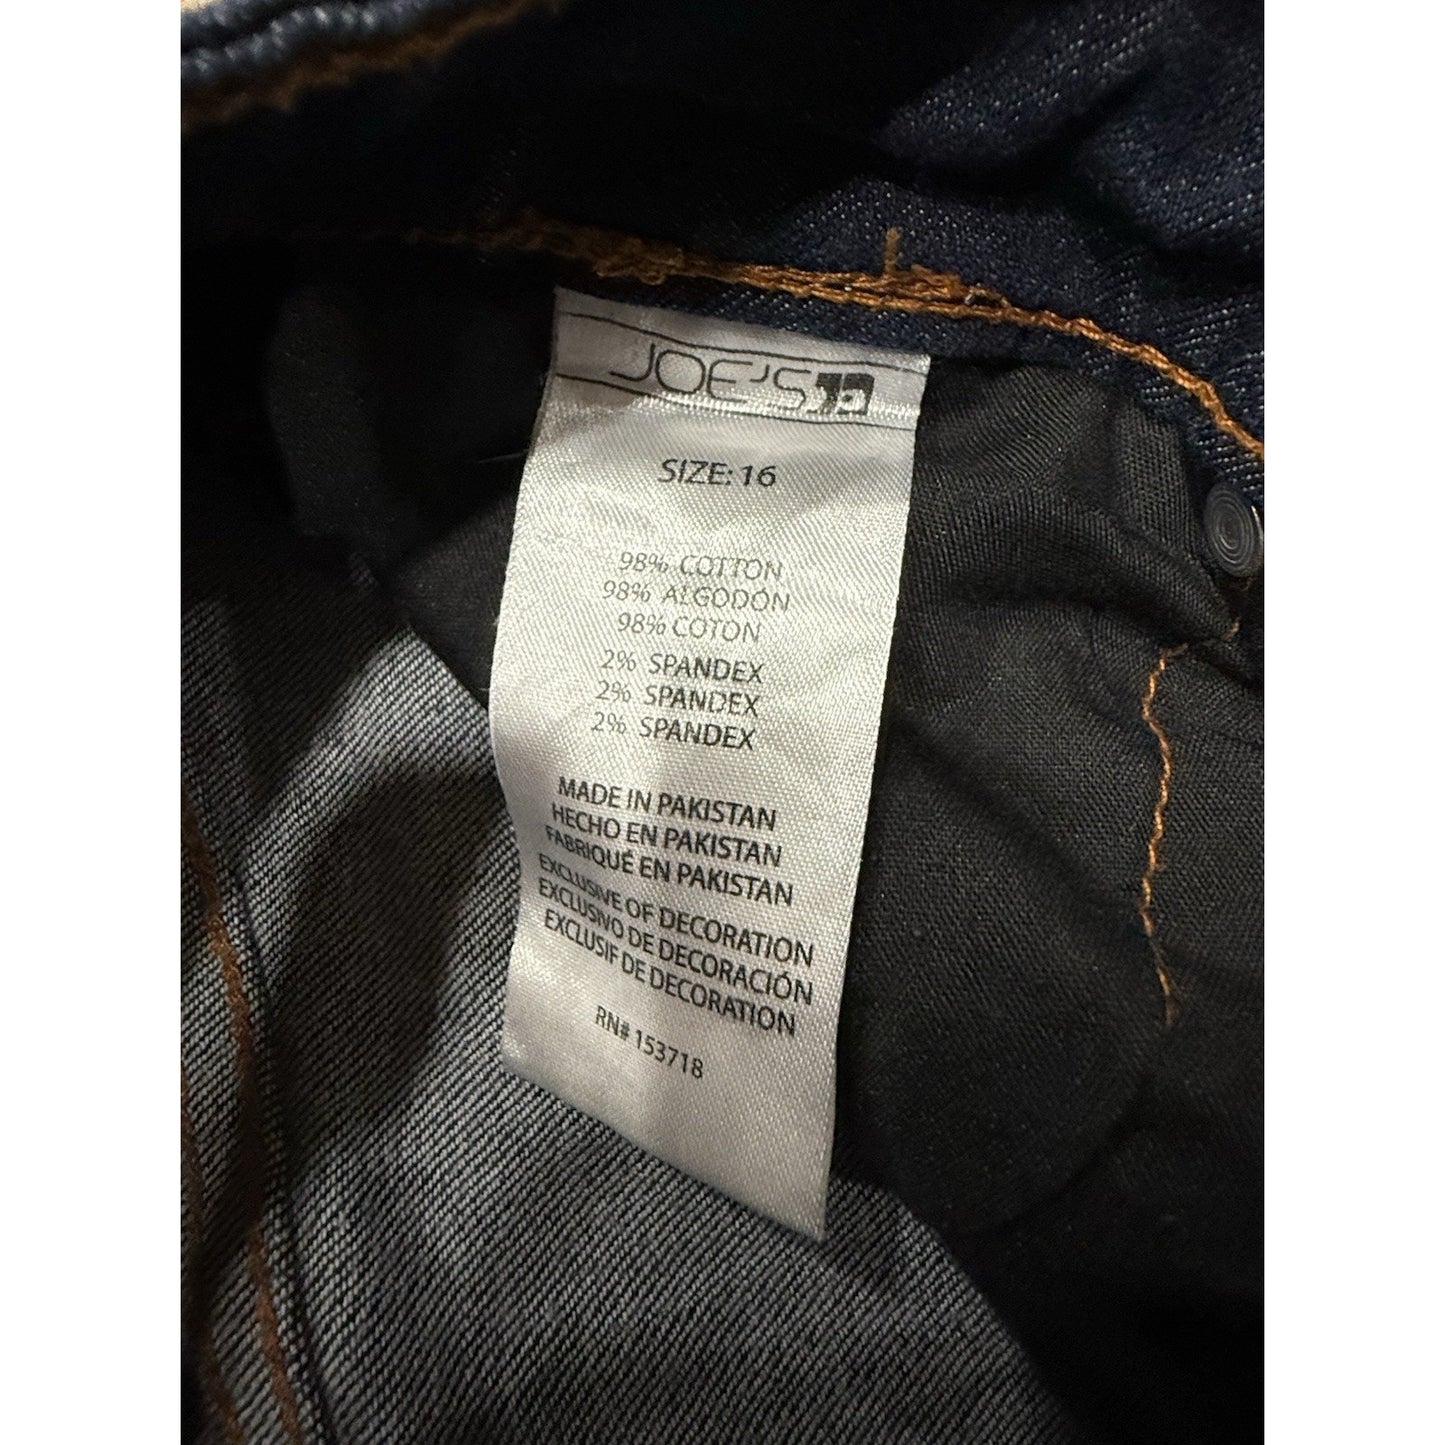 JOE'S
SIZE: 16
98% COTTON
98% ALGODÓN
98% COTON
2% SPANDEX
2% SPANDEX
2% SPANDEX
MADE IN PAKISTAN
HECHO EN PAKISTAN
FABRIQUÉ EN PAKISTAN
EXCLUSIVE OF DECORATION
EXCLUSIVO DE DECORACIÓN
EXCLUSIF DE DECORATION
RN# 153718